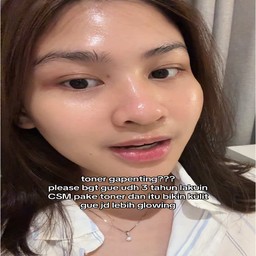 toner gapenting???
please bgt gue udh 3 tahun lakuin
CSM pake toner dan itu bikin kulit
gue jd lebih glowing